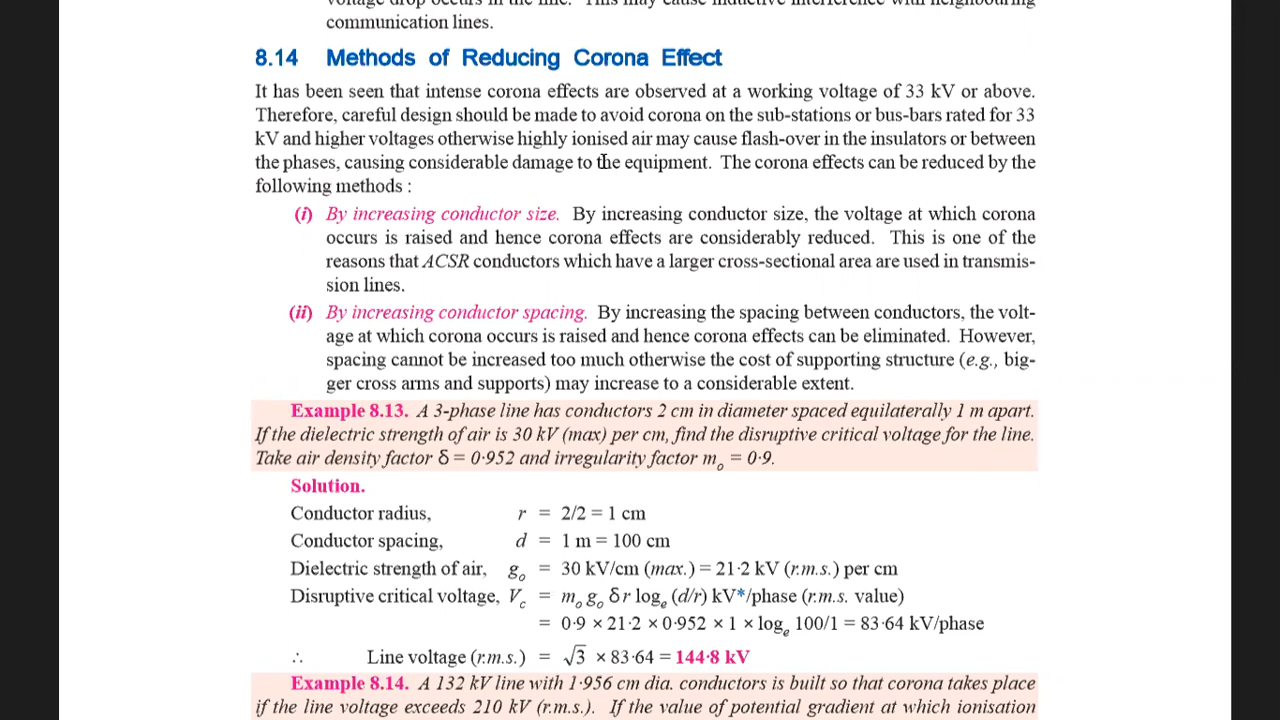 voltage drop occurs in the line. This may cause inductive interference with neighbouring
communication lines.
8.14 Methods of Reducing Corona Effect
It has been seen that intense corona effects are observed at a working voltage of 33 kV or above.
Therefore, careful design should be made to avoid corona on the sub-stations or bus-bars rated for 33
kV and higher voltages otherwise highly ionised air may cause flash-over in the insulators or between
the phases, causing considerable damage to the equipment. The corona effects can be reduced by the
following methods :
(i) By increasing conductor size. By increasing conductor size, the voltage at which corona
occurs is raised and hence corona effects are considerably reduced. This is one of the
reasons that ACSR conductors which have a larger cross-sectional area are used in transmis-
sion lines.
(ii) By increasing conductor spacing. By increasing the spacing between conductors, the volt-
age at which corona occurs is raised and hence corona effects can be eliminated. However,
spacing cannot be increased too much otherwise the cost of supporting structure (e.g., big-
ger cross arms and supports) may increase to a considerable extent.
Example 8.13. A 3-phase line has conductors 2 cm in diameter spaced equilaterally 1 m apart.
If the dielectric strength of air is 30 kV (max) per cm, find the disruptive critical voltage for the line.
Take air density factor δ = 0·952 and irregularity factor mₒ = 0·9.
Solution.
Conductor radius, r = 2/2 = 1 cm
Conductor spacing, d = 1 m = 100 cm
Dielectric strength of air, gₒ = 30 kV/cm (max.) = 21·2 kV (r.m.s.) per cm
Disruptive critical voltage, V꜀ = mₒ gₒ δ r logₑ (d/r) kV*/phase (r.m.s. value)
= 0·9 × 21·2 × 0·952 × 1 × logₑ 100/1 = 83·64 kV/phase
∴ Line voltage (r.m.s.) = √3 × 83·64 = 144·8 kV
Example 8.14. A 132 kV line with 1·956 cm dia. conductors is built so that corona takes place
if the line voltage exceeds 210 kV (r.m.s.). If the value of potential gradient at which ionisation